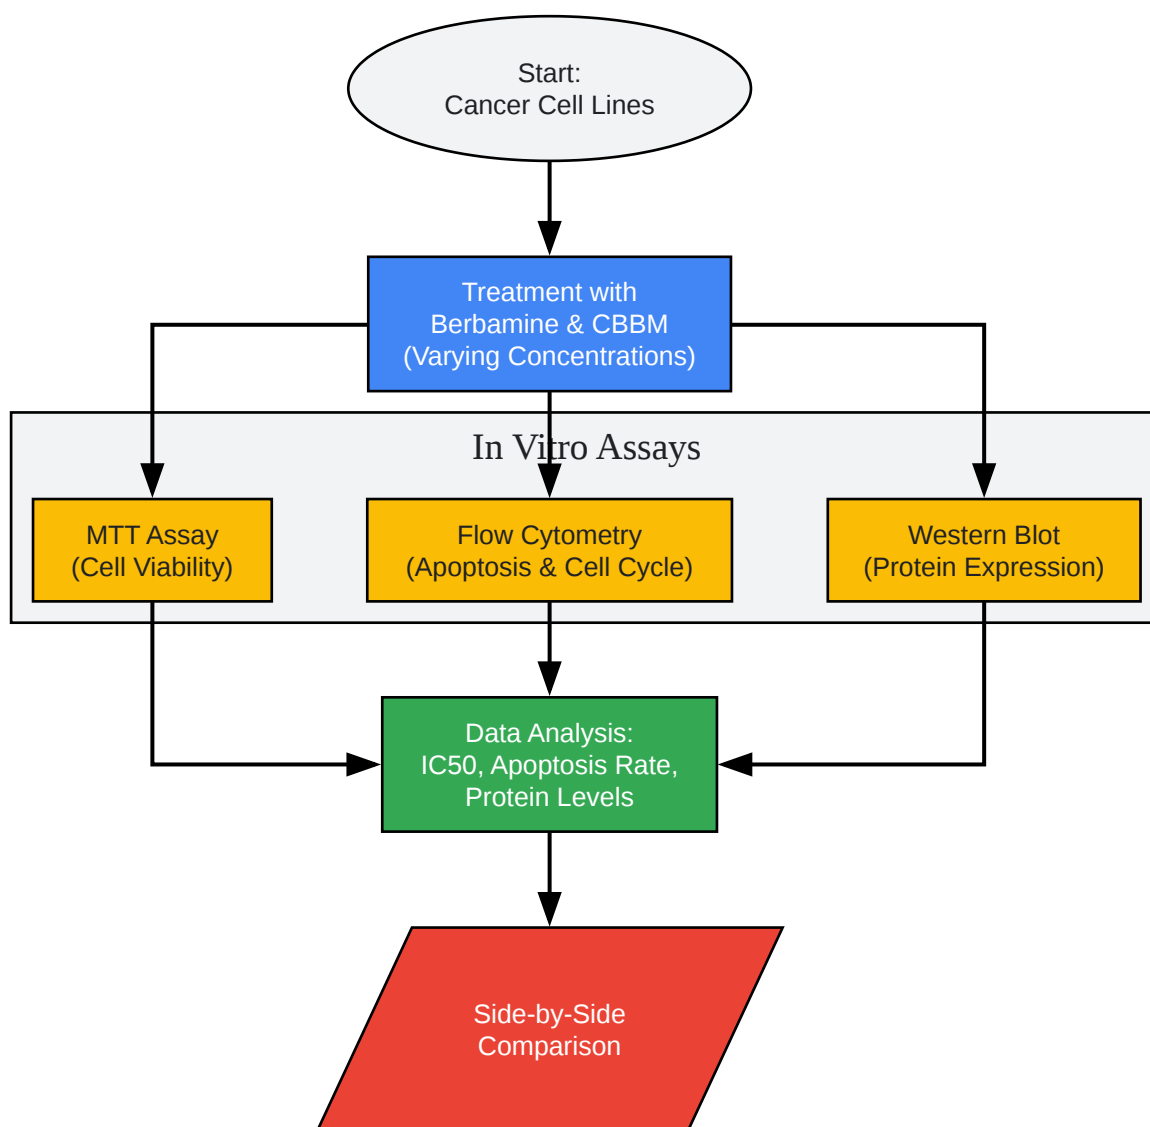 Start:
Cancer Cell Lines
Treatment with
Berbamine & CBBM
(Varying Concentrations)
In Vitro Assays
MTT Assay
(Cell Viability)
Flow Cytometry
(Apoptosis & Cell Cycle)
Western Blot
(Protein Expression)
Data Analysis:
IC50, Apoptosis Rate,
Protein Levels
Side-by-Side
Comparison